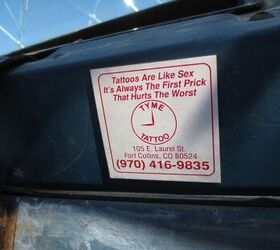 Tattoos Are Like Sex
It's Always The First Prick
That Hurts The Worst
TYME
TATTOO
105 E. Laurel St.
Fort Collins, CO 80524
(970) 416-9835